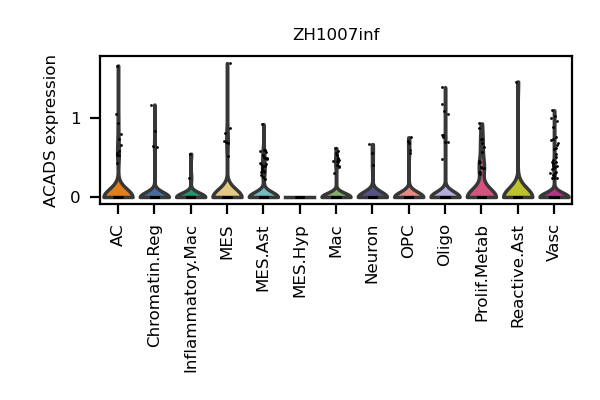 ZH1007inf
ACADS expression
1
0
AC
Chromatin.Reg
Inflammatory.Mac
MES
MES.Ast
MES.Hyp
Mac
Neuron
OPC
Oligo
Prolif.Metab
Reactive.Ast
Vasc